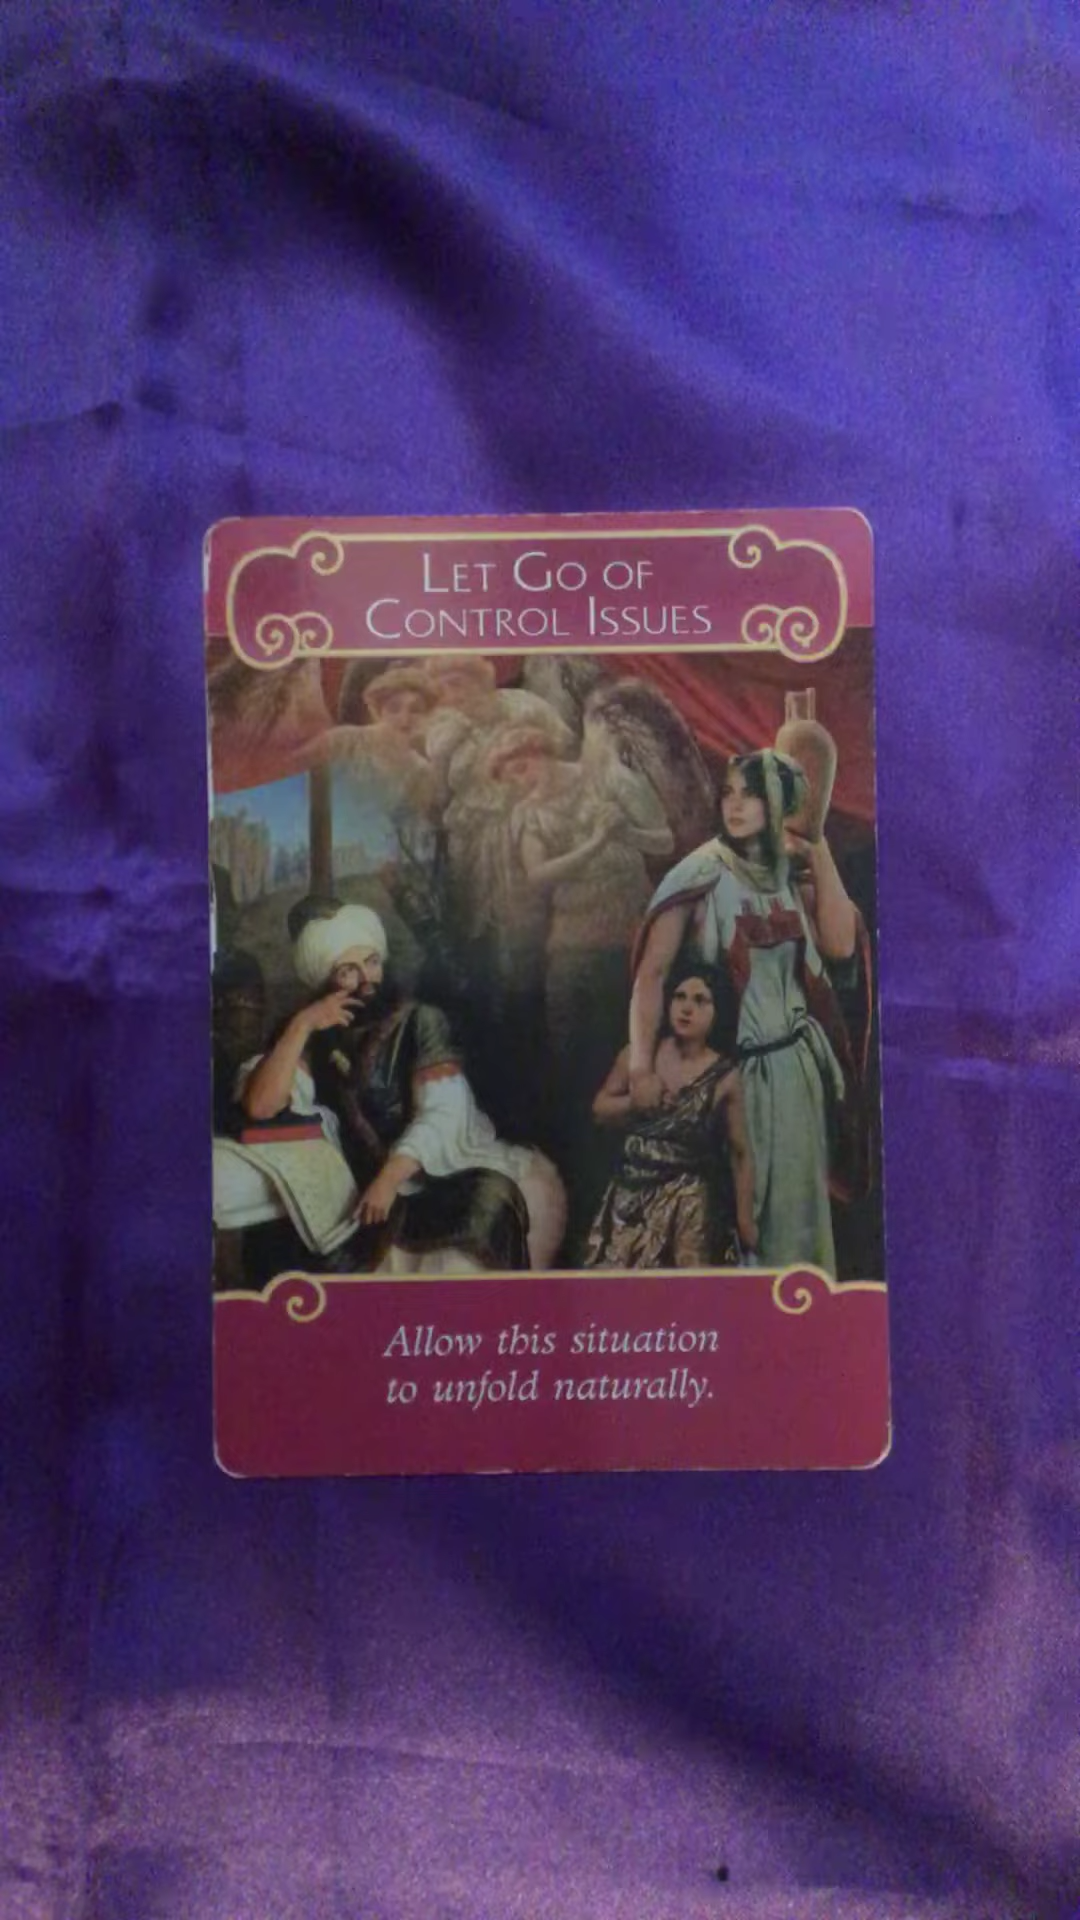 Let Go of
Control Issues
Allow this situation
to unfold naturally.